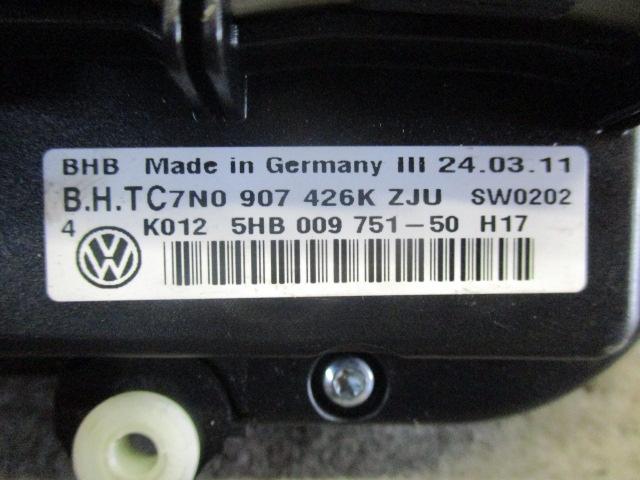 BHB Made in Germany III 24.03.11
B.H.TC7N0 907 426K ZJU SW0202
4 K012 5HB 009 751-50 H17